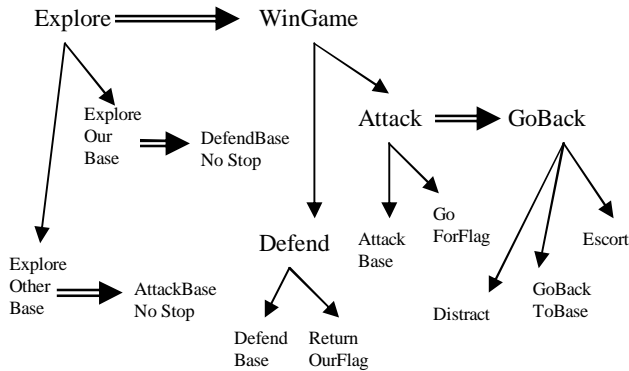 Explore
WinGame
Explore
Our
Base
DefendBase
No Stop
Attack
GoBack
Go
ForFlag
Attack
Base
Escort
Defend
Explore
Other
Base
AttackBase
No Stop
GoBack
ToBase
Distract
Defend
Base
Return
OurFlag